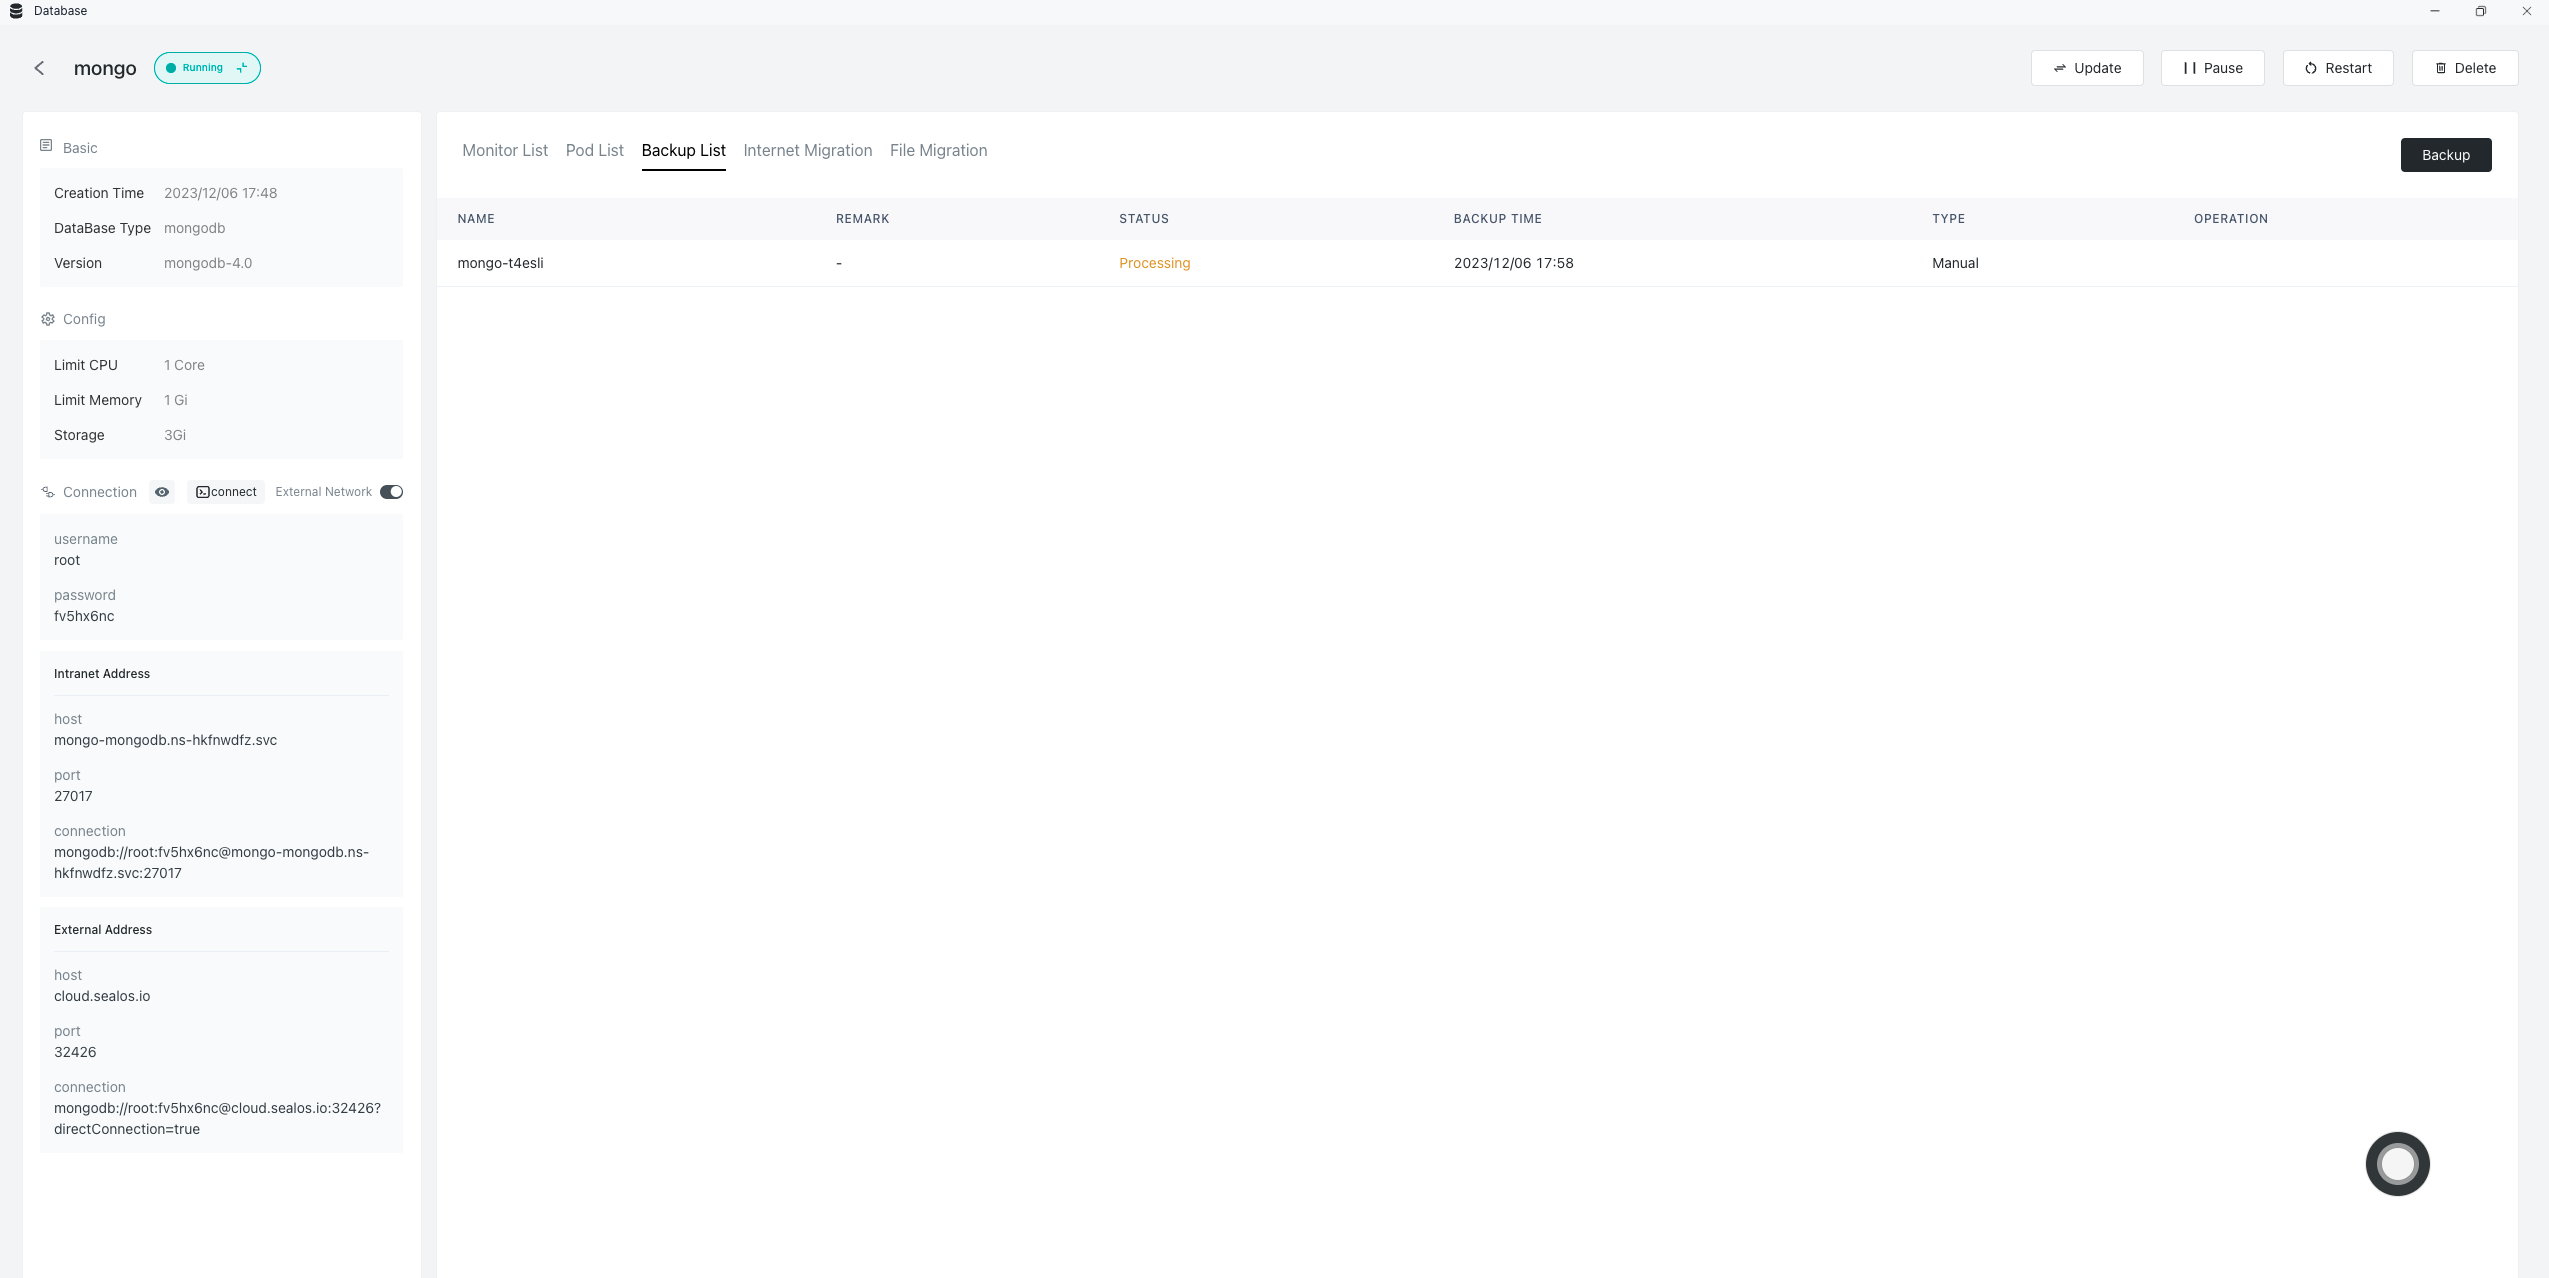 Database
mongo
Running
Update
Pause
Restart
Delete
Basic
Creation Time 2023/12/06 17:48
DataBase Type mongodb
Version mongodb-4.0
Config
Limit CPU 1 Core
Limit Memory 1 Gi
Storage 3Gi
Connection
connect
External Network
username
root
password
fv5hx6nc
Intranet Address
host
mongo-mongodb.ns-hkfnwdfz.svc
port
27017
connection
mongodb://root:fv5hx6nc@mongo-mongodb.ns-
hkfnwdfz.svc:27017
External Address
host
cloud.sealos.io
port
32426
connection
mongodb://root:fv5hx6nc@cloud.sealos.io:32426?
directConnection=true
Monitor List Pod List Backup List Internet Migration File Migration
Backup
NAME REMARK STATUS BACKUP TIME TYPE OPERATION
mongo-t4esli - Processing 2023/12/06 17:58 Manual